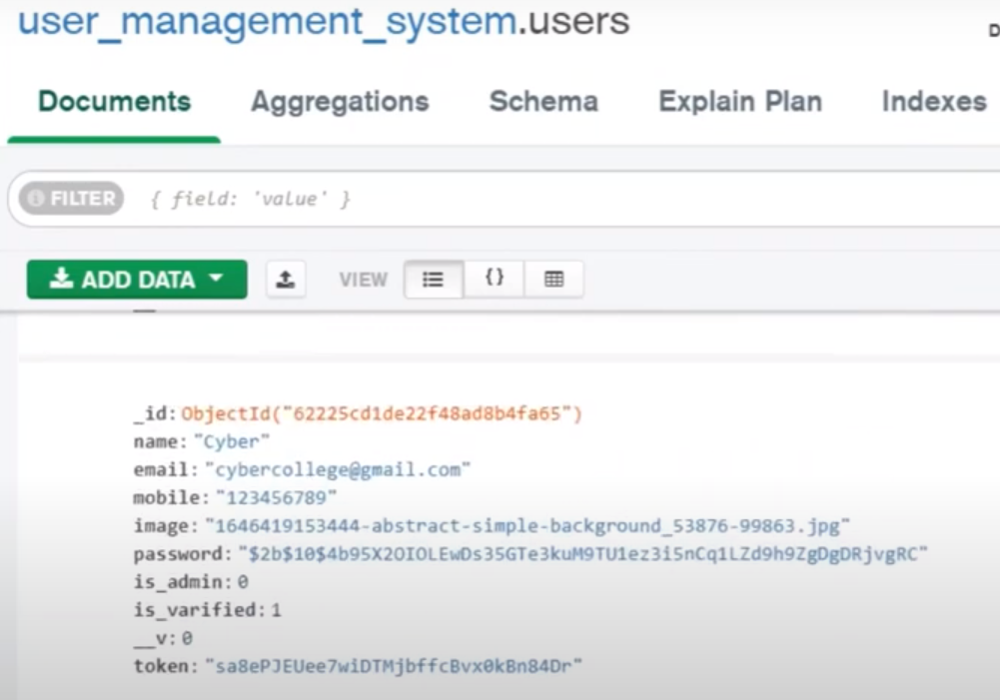 user_management_system.users
D
Documents Aggregations Schema Explain Plan Indexes
FILTER { field: 'value' }
ADD DATA VIEW {}
_id: ObjectId("62225cd1de22f48ad8b4fa65")
name: "Cyber"
email: "cybercollege@gmail.com"
mobile: "123456789"
image: "1646419153444-abstract-simple-background_53876-99863.jpg"
password: "$2b$10$4b95X2OIOLEwDs35GTe3kuM9TU1ez3i5nCq1LZd9h9ZgDgDRjvgRC"
is_admin: 0
is_varified: 1
__v: 0
token: "sa8ePJEUee7wiDTMjbffcBvx0kBn84Dr"